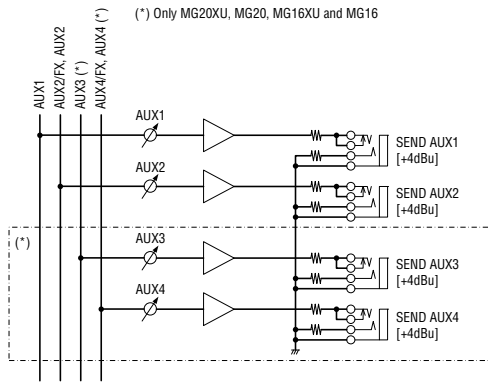 (*) Only MG20XU, MG20, MG16XU and MG16
AUX1
AUX2/FX, AUX2
AUX3 (*)
AUX4/FX, AUX4 (*)
AUX1
SEND AUX1
[+4dBu]
AUX2
SEND AUX2
[+4dBu]
(*)
AUX3
SEND AUX3
[+4dBu]
AUX4
SEND AUX4
[+4dBu]